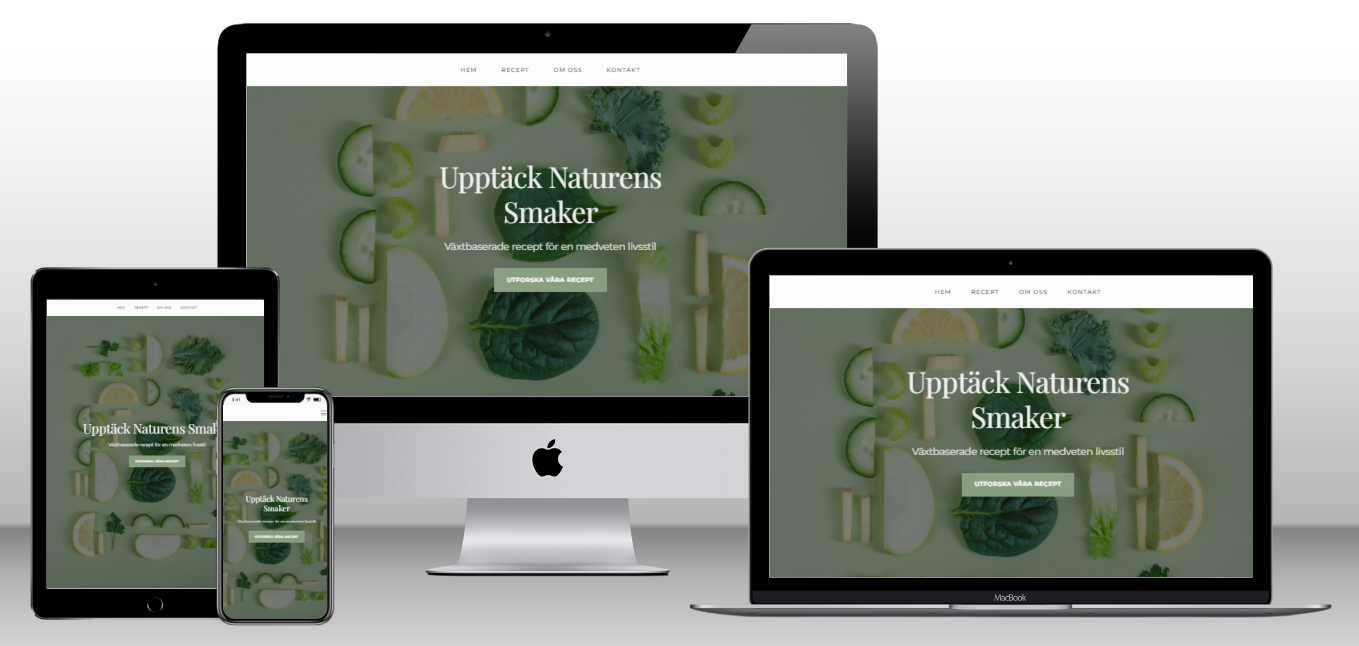 HEM RECEPT OM OSS KONTAKT
Upptäck Naturens
Smaker
Växtbaserade recept för en medveten livsstil
UTFORSKA VÅRA RECEPT
HEM RECEPT OM OSS KONTAKT
Upptäck Naturens
Smaker
Växtbaserade recept för en medveten livsstil
UTFORSKA VÅRA RECEPT
MacBook
HEM RECEPT OM OSS KONTAKT
Upptäck Naturens Smak
Växtbaserade recept för en medveten livsstil
UTFORSKA VÅRA RECEPT
Upptäck Naturens
Smaker
Växtbaserade recept för en medveten livsstil
UTFORSKA VÅRA RECEPT